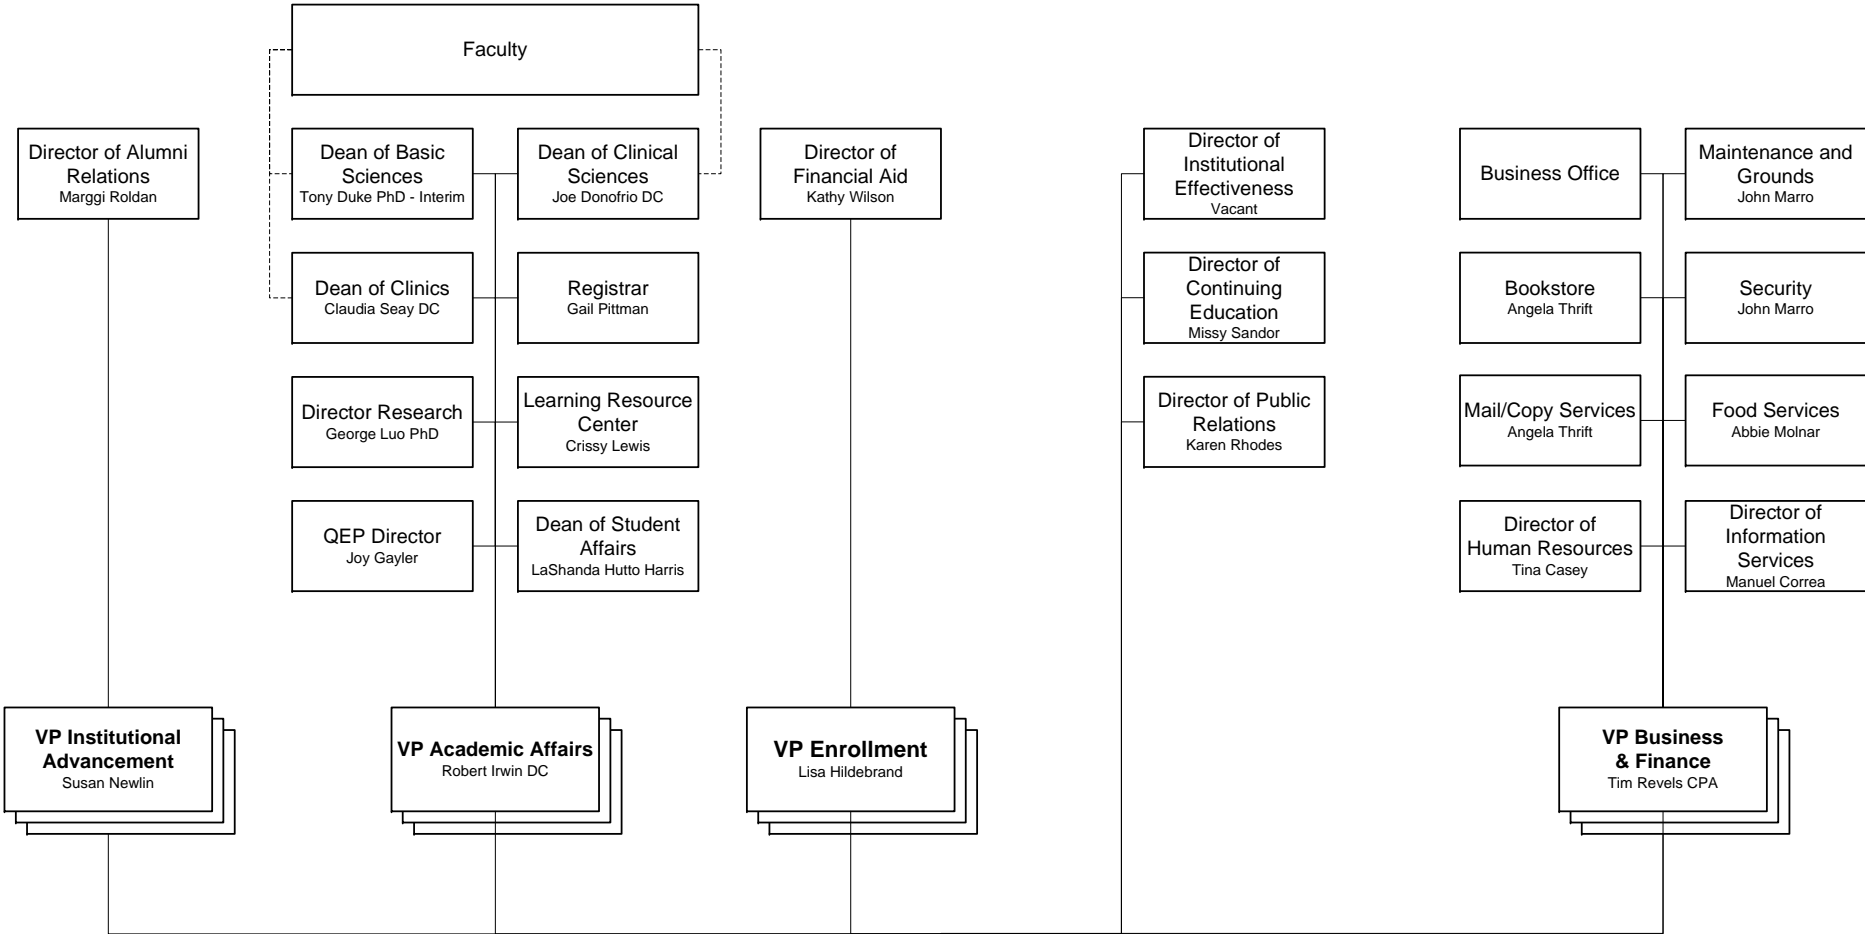 Faculty
Director of Alumni
Relations
Marggi Roldan
Dean of Basic
Sciences
Tony Duke PhD - Interim
Dean of Clinical
Sciences
Joe Donofrio DC
Director of
Financial Aid
Kathy Wilson
Director of
Institutional
Effectiveness
Vacant
Business Office
Maintenance and
Grounds
John Marro
Dean of Clinics
Claudia Seay DC
Registrar
Gail Pittman
Director of
Continuing
Education
Missy Sandor
Bookstore
Angela Thrift
Security
John Marro
Director Research
George Luo PhD
Learning Resource
Center
Crissy Lewis
Director of Public
Relations
Karen Rhodes
Mail/Copy Services
Angela Thrift
Food Services
Abbie Molnar
QEP Director
Joy Gayler
Dean of Student
Affairs
LaShanda Hutto Harris
Director of
Human Resources
Tina Casey
Director of
Information
Services
Manuel Correa
VP Institutional
Advancement
Susan Newlin
VP Academic Affairs
Robert Irwin DC
VP Enrollment
Lisa Hildebrand
VP Business
& Finance
Tim Revels CPA